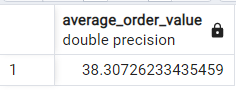 average_order_value
double precision
1
38.30726233435459